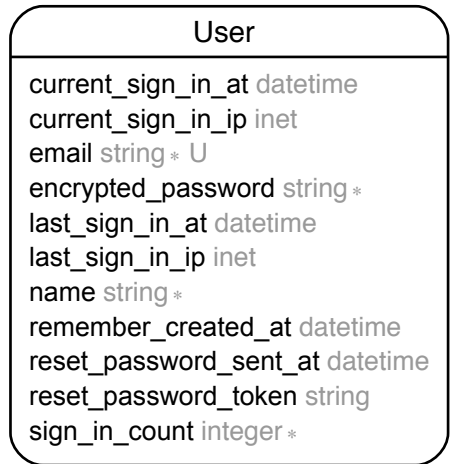 User
current_sign_in_at datetime
current_sign_in_ip inet
email string * U
encrypted_password string *
last_sign_in_at datetime
last_sign_in_ip inet
name string *
remember_created_at datetime
reset_password_sent_at datetime
reset_password_token string
sign_in_count integer *